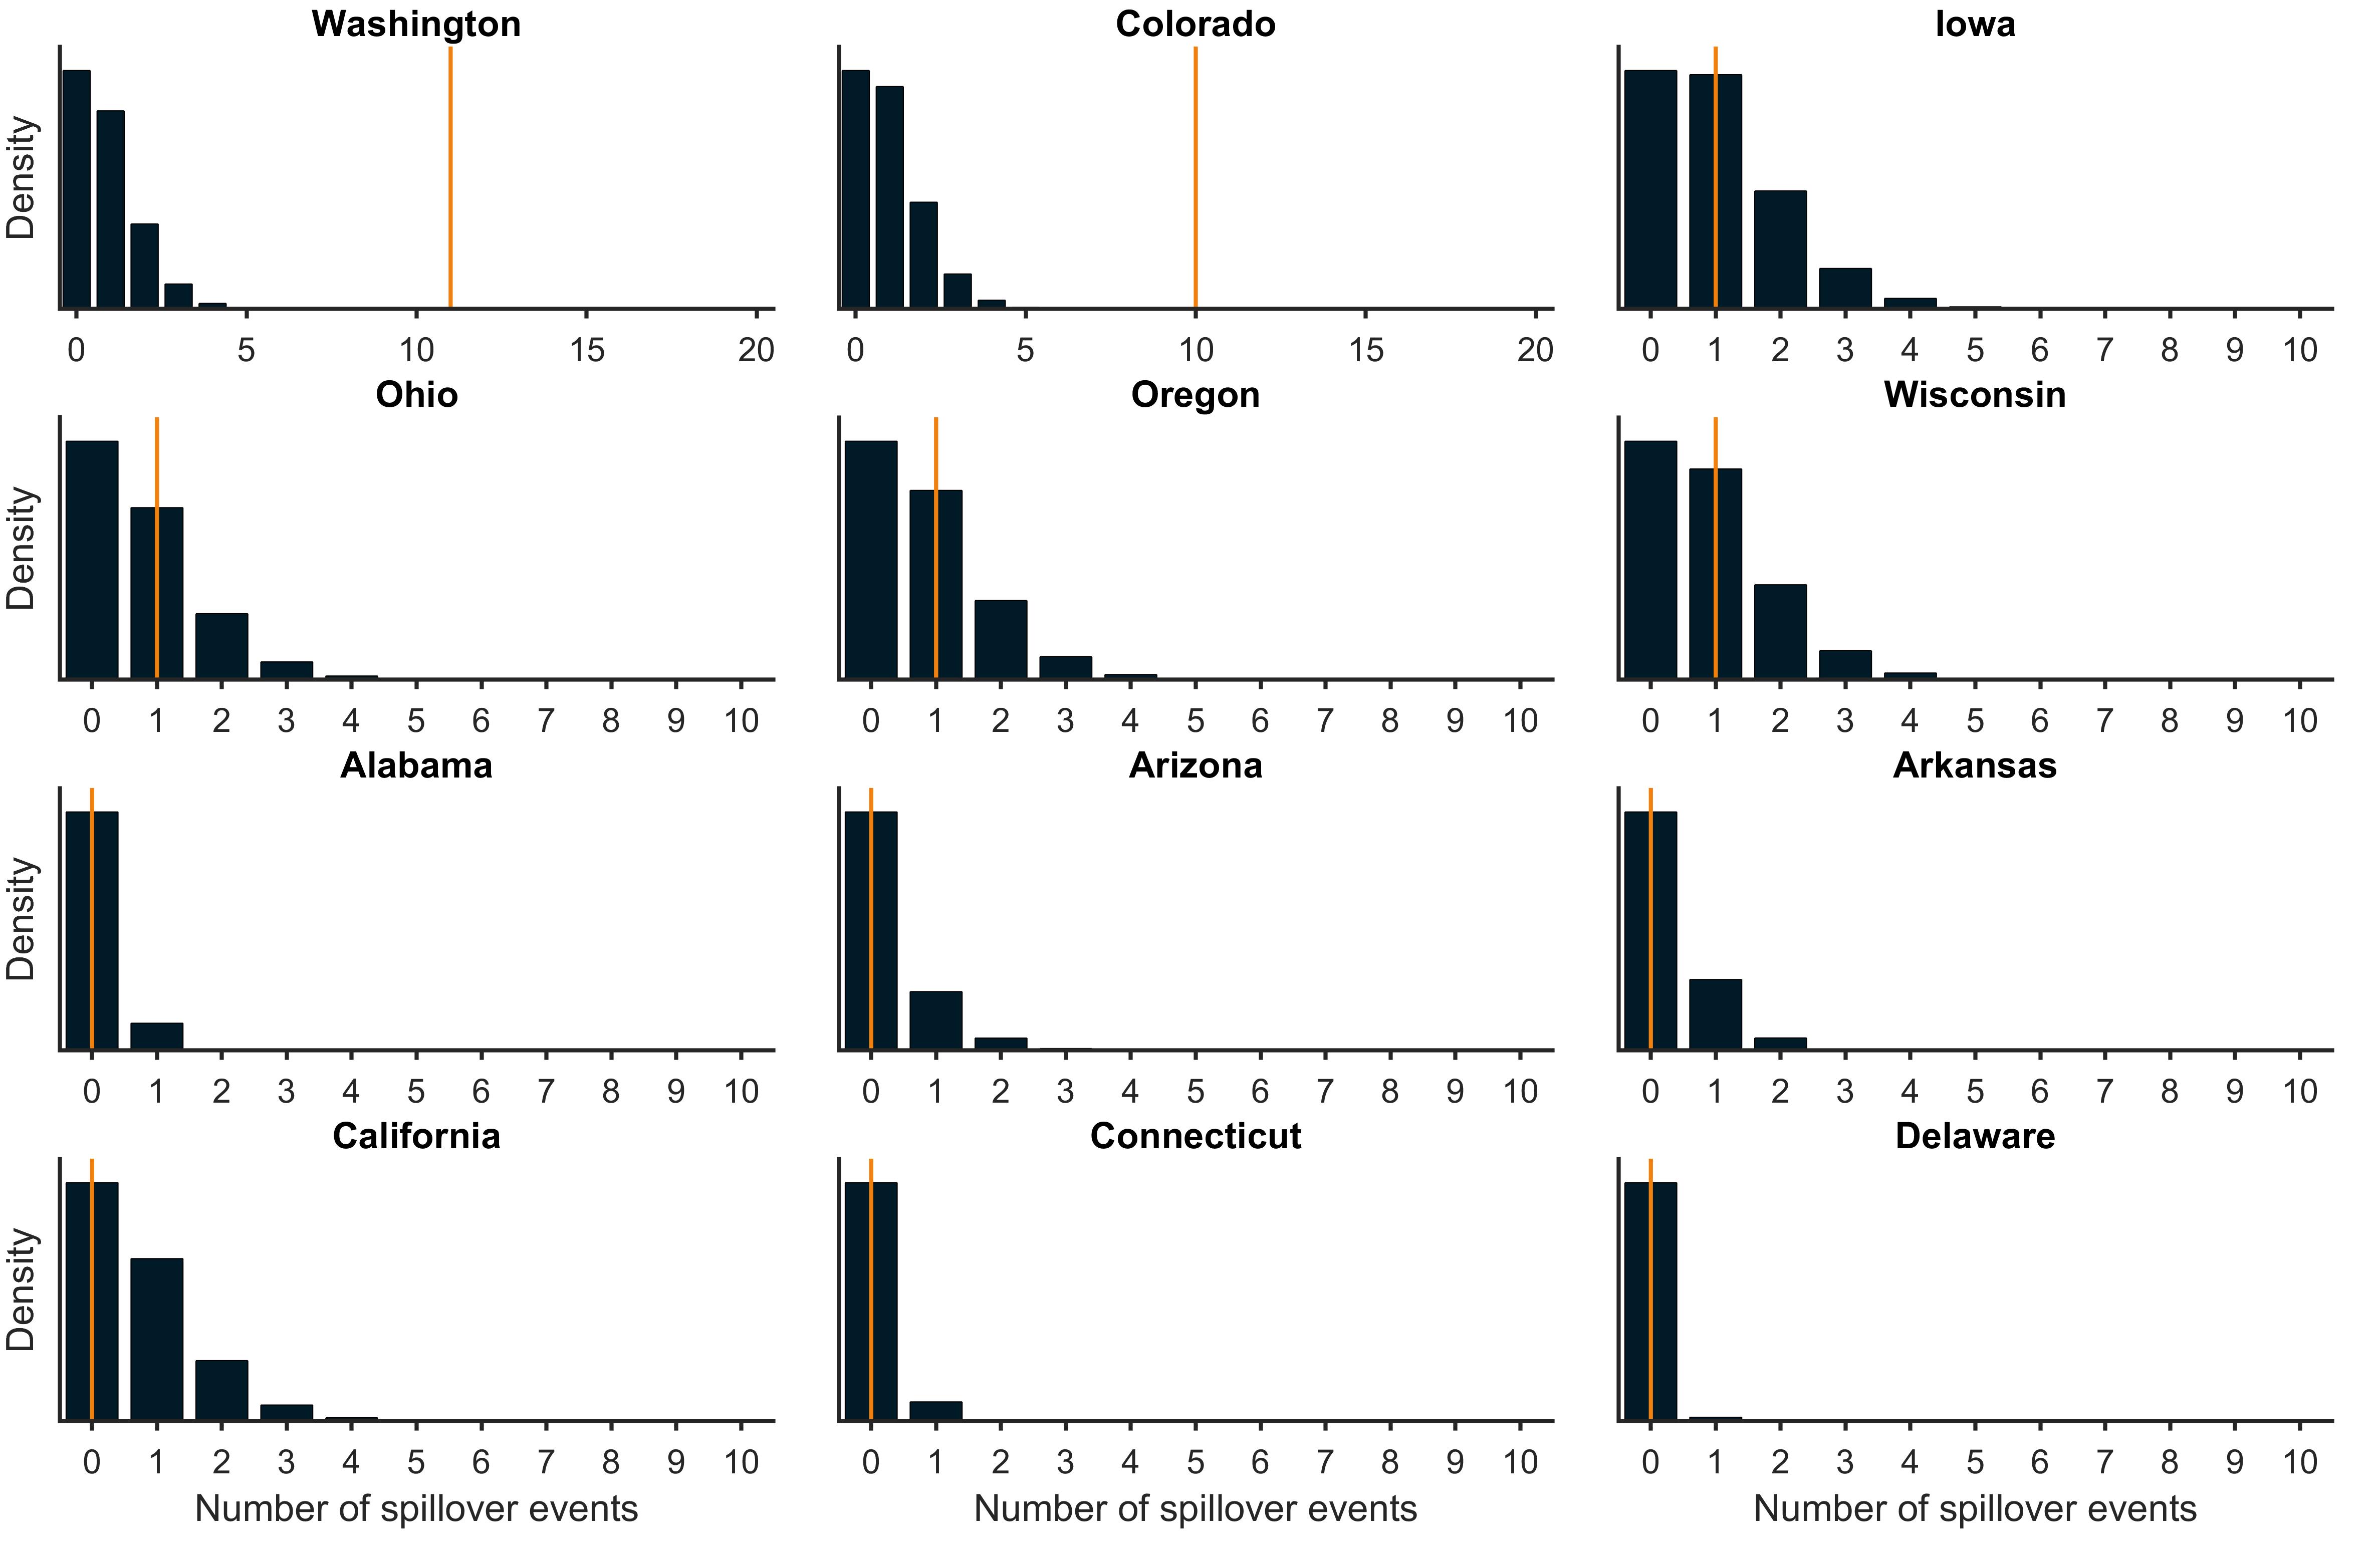 Washington Colorado Iowa
Density
0 5 10 15 20 0 5 10 15 20 0 1 2 3 4 5 6 7 8 9 10
Ohio Oregon Wisconsin
Density
0 1 2 3 4 5 6 7 8 9 10 0 1 2 3 4 5 6 7 8 9 10 0 1 2 3 4 5 6 7 8 9 10
Alabama Arizona Arkansas
Density
0 1 2 3 4 5 6 7 8 9 10 0 1 2 3 4 5 6 7 8 9 10 0 1 2 3 4 5 6 7 8 9 10
California Connecticut Delaware
Density
0 1 2 3 4 5 6 7 8 9 10 0 1 2 3 4 5 6 7 8 9 10 0 1 2 3 4 5 6 7 8 9 10
Number of spillover events Number of spillover events Number of spillover events